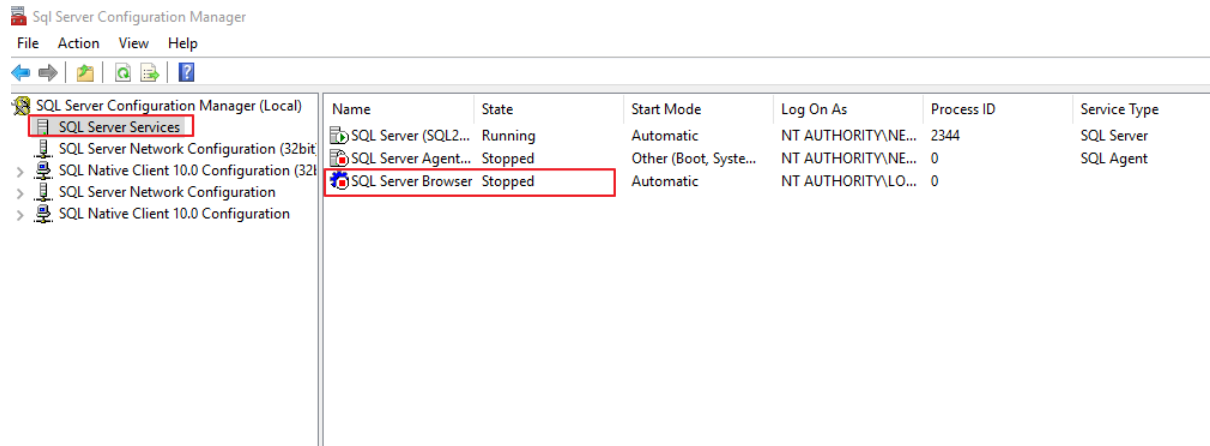 Sql Server Configuration Manager
File Action View Help
SQL Server Configuration Manager (Local)
SQL Server Services
SQL Server Network Configuration (32bit
SQL Native Client 10.0 Configuration (32b
SQL Server Network Configuration
SQL Native Client 10.0 Configuration
Name State Start Mode Log On As Process ID Service Type
SQL Server (SQL2... Running Automatic NT AUTHORITY\NE... 2344 SQL Server
SQL Server Agent... Stopped Other (Boot, Syste... NT AUTHORITY\NE... 0 SQL Agent
SQL Server Browser Stopped Automatic NT AUTHORITY\LO... 0